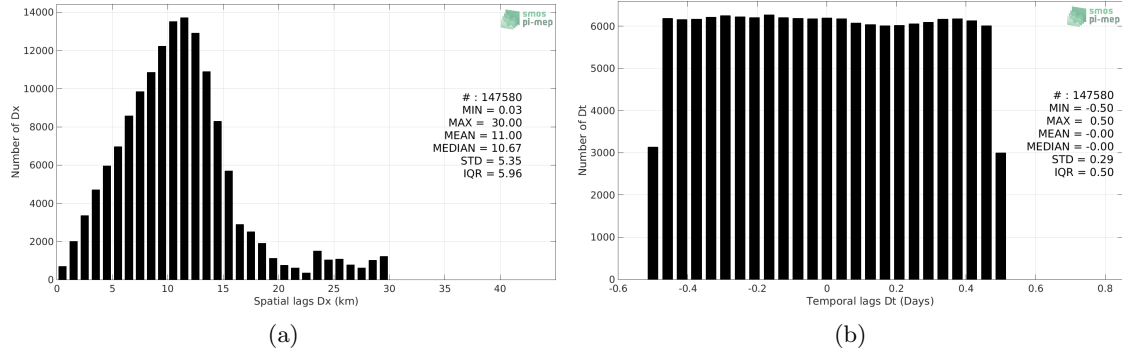 smos
pi-mep
14000
12000
10000
8000
6000
4000
2000
0
Number of Dx
# : 147580
MIN = 0.03
MAX = 30.00
MEAN = 11.00
MEDIAN = 10.67
STD = 5.35
IQR = 5.96
0 5 10 15 20 25 30 35 40
Spatial lags Dx (km)
(a)
smos
pi-mep
6000
5000
4000
3000
2000
1000
0
Number of Dt
# : 147580
MIN = -0.50
MAX = 0.50
MEAN = -0.00
MEDIAN = -0.00
STD = 0.29
IQR = 0.50
-0.6 -0.4 -0.2 0 0.2 0.4 0.6 0.8
Temporal lags Dt (Days)
(b)